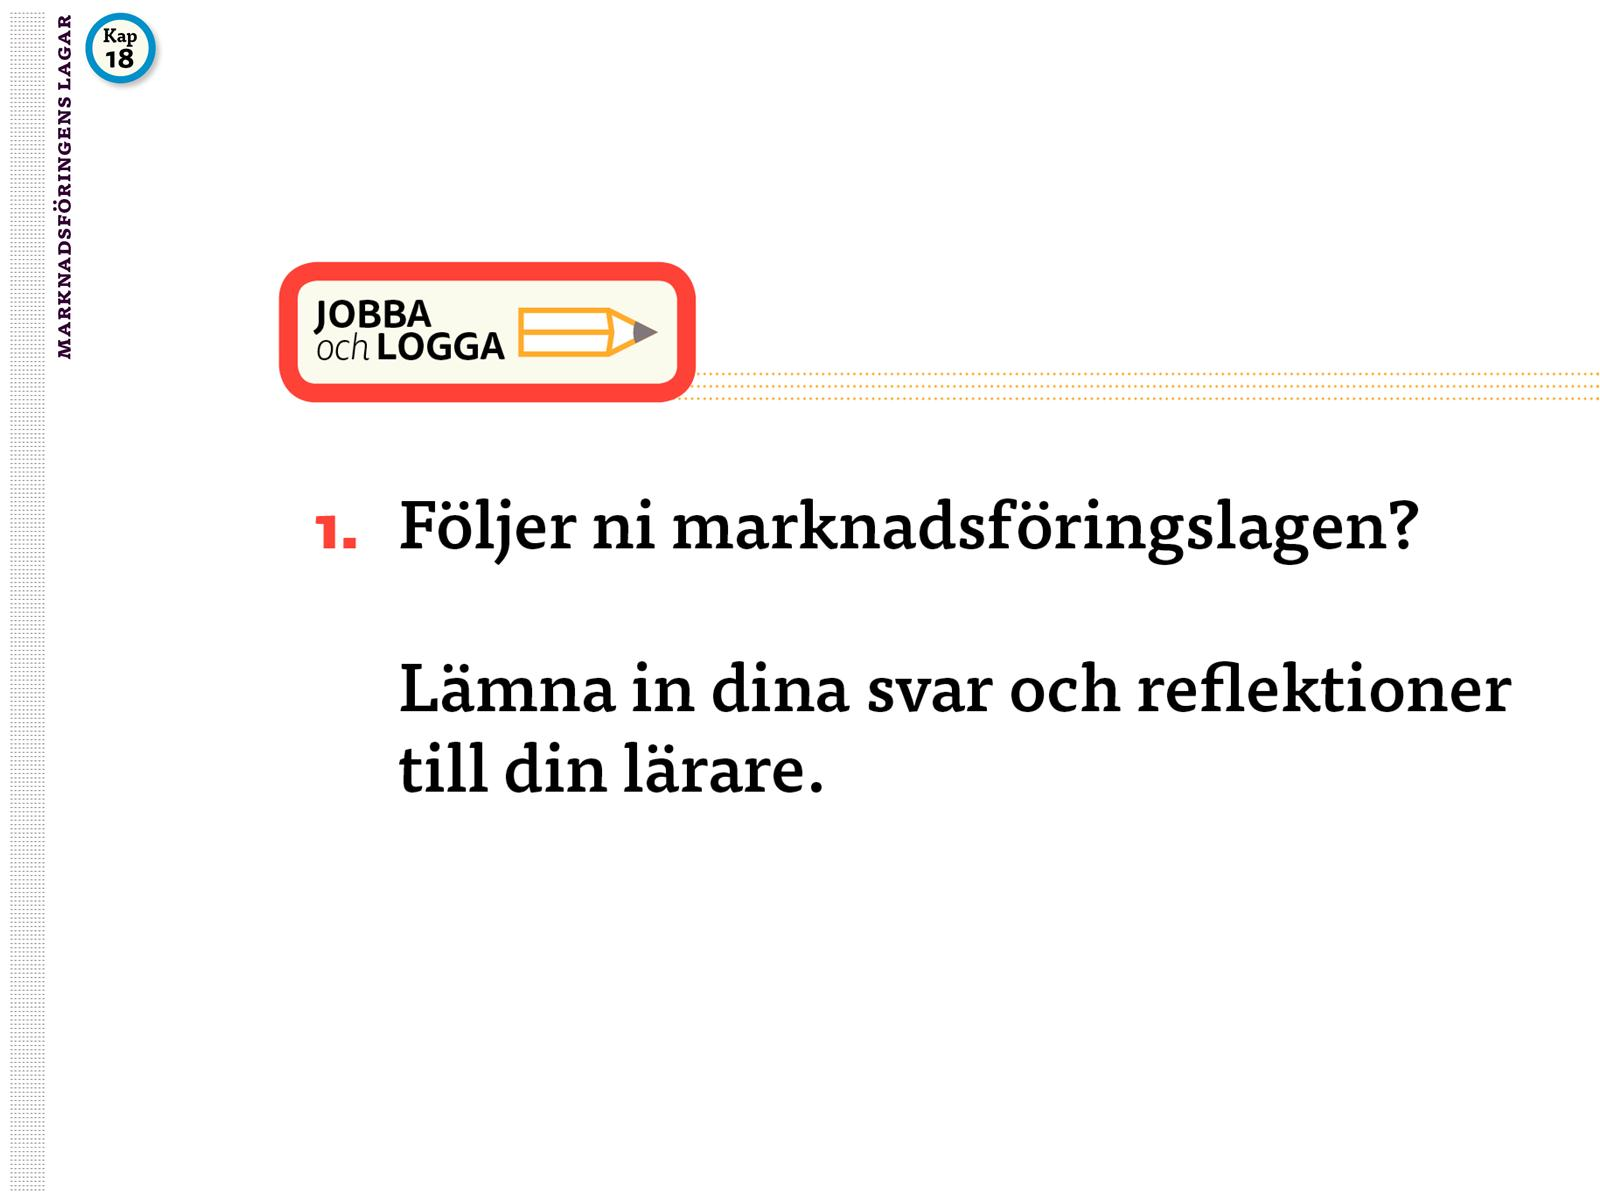 MARKNADSFÖRINGENS LAGAR
Kap
18
JOBBA
och LOGGA
1. Följer ni marknadsföringslagen?
Lämna in dina svar och reflektioner
till din lärare.